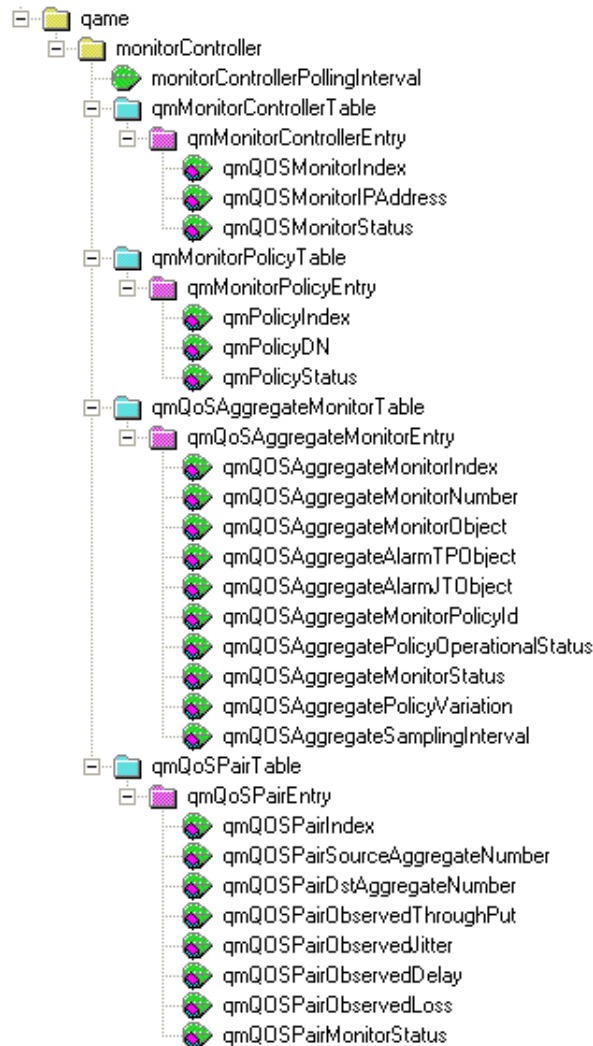 qame
monitorController
monitorControllerPollingInterval
qmMonitorControllerTable
qmMonitorControllerEntry
qmQOSMonitorIndex
qmQOSMonitorIPAddress
qmQOSMonitorStatus
qmMonitorPolicyTable
qmMonitorPolicyEntry
qmPolicyIndex
qmPolicyDN
qmPolicyStatus
qmQoSAggregateMonitorTable
qmQoSAggregateMonitorEntry
qmQOSAggregateMonitorIndex
qmQOSAggregateMonitorNumber
qmQOSAggregateMonitorObject
qmQOSAggregateAlarmTPObject
qmQOSAggregateAlarmJTObject
qmQOSAggregateMonitorPolicyId
qmQOSAggregatePolicyOperationalStatus
qmQOSAggregateMonitorStatus
qmQOSAggregatePolicyVariation
qmQOSAggregateSamplingInterval
qmQoSPairTable
qmQoSPairEntry
qmQOSPairIndex
qmQOSPairSourceAggregateNumber
qmQOSPairDstAggregateNumber
qmQOSPairObservedThroughPut
qmQOSPairObservedJitter
qmQOSPairObservedDelay
qmQOSPairObservedLoss
qmQOSPairMonitorStatus